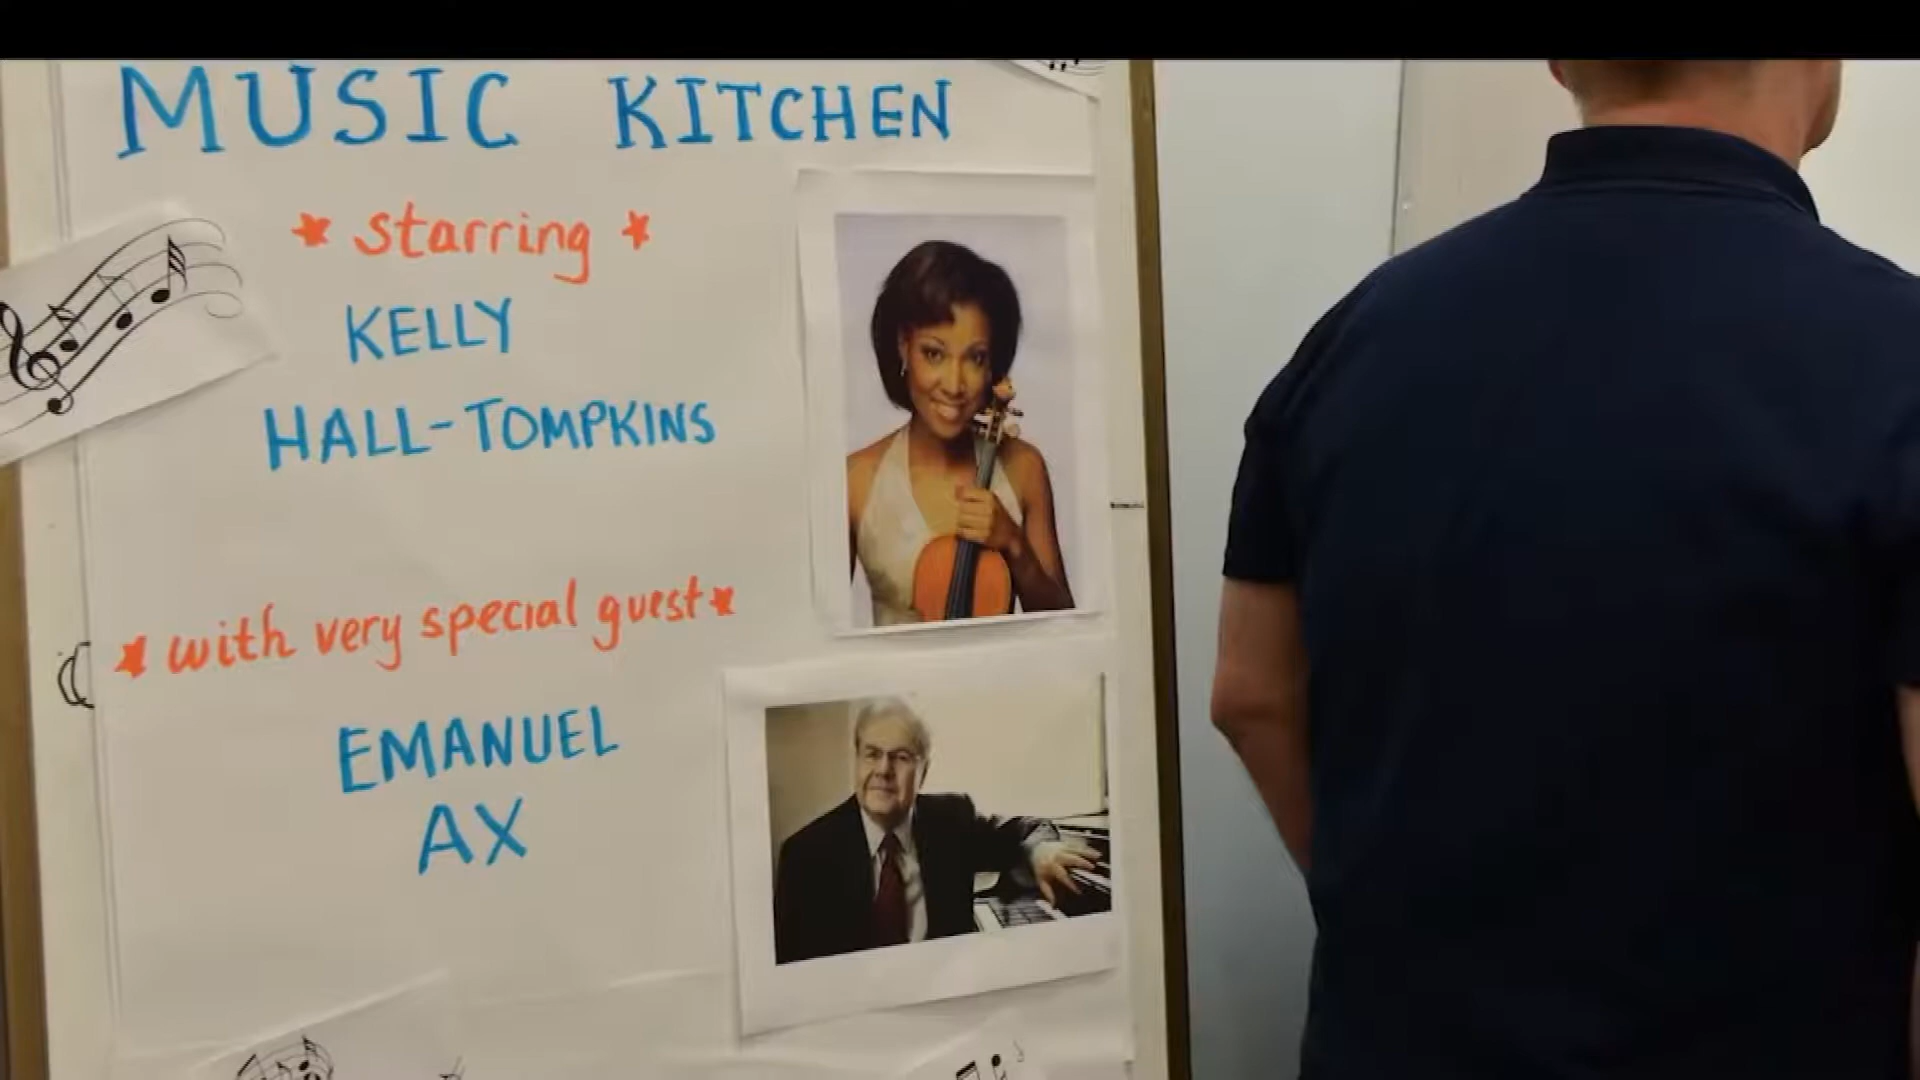 MUSIC KITCHEN
starring
KELLY
HALL-TOMPKINS
with very special guest
EMANUEL
AX